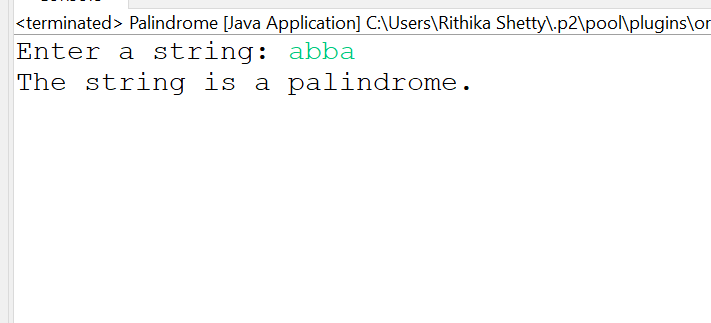 <terminated> Palindrome [Java Application] C:\Users\Rithika Shetty\.p2\pool\plugins\or
Enter a string: abba
The string is a palindrome.